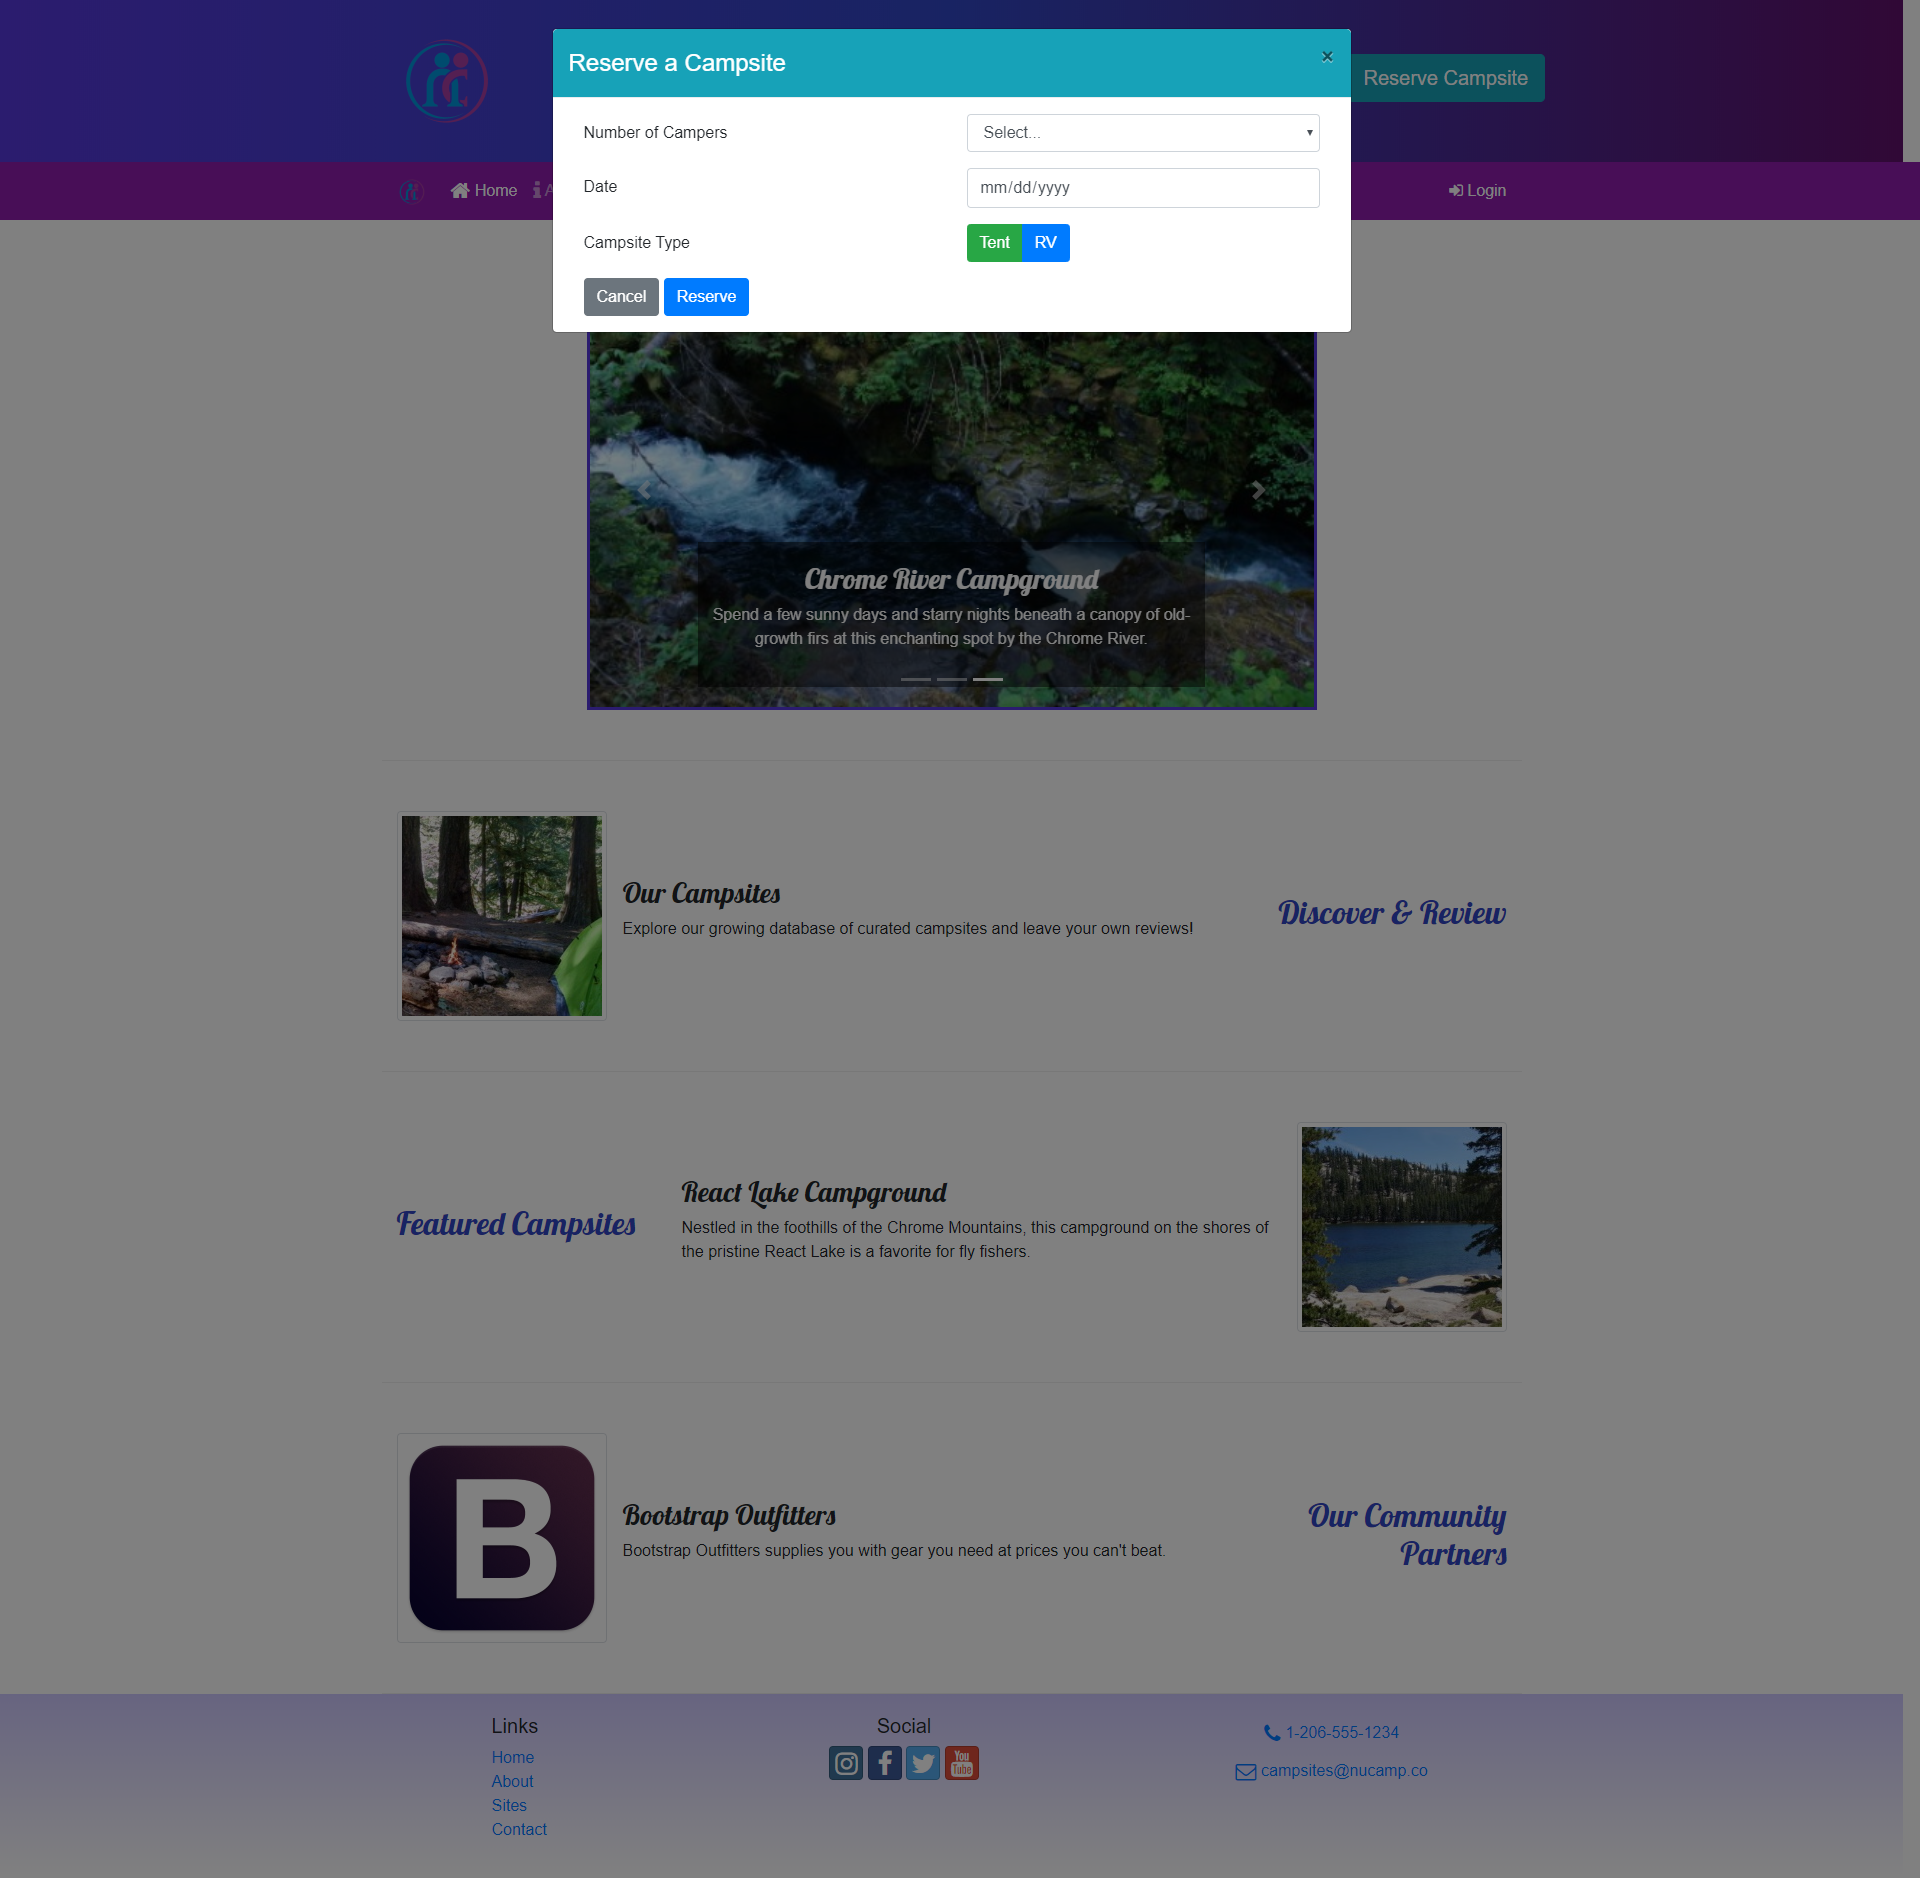 Reserve a Campsite
×
Reserve Campsite
Number of Campers
Select...
Date
mm/dd/yyyy
Campsite Type
Tent
RV
Cancel
Reserve
Home
A
Login
Chrome River Campground
Spend a few sunny days and starry nights beneath a canopy of old-
growth firs at this enchanting spot by the Chrome River.
Our Campsites
Explore our growing database of curated campsites and leave your own reviews!
Discover & Review
Featured Campsites
React Lake Campground
Nestled in the foothills of the Chrome Mountains, this campground on the shores of
the pristine React Lake is a favorite for fly fishers.
B
Bootstrap Outfitters
Bootstrap Outfitters supplies you with gear you need at prices you can't beat.
Our Community
Partners
Links
Home
About
Sites
Contact
Social
You
Tube
1-206-555-1234
campsites@nucamp.co